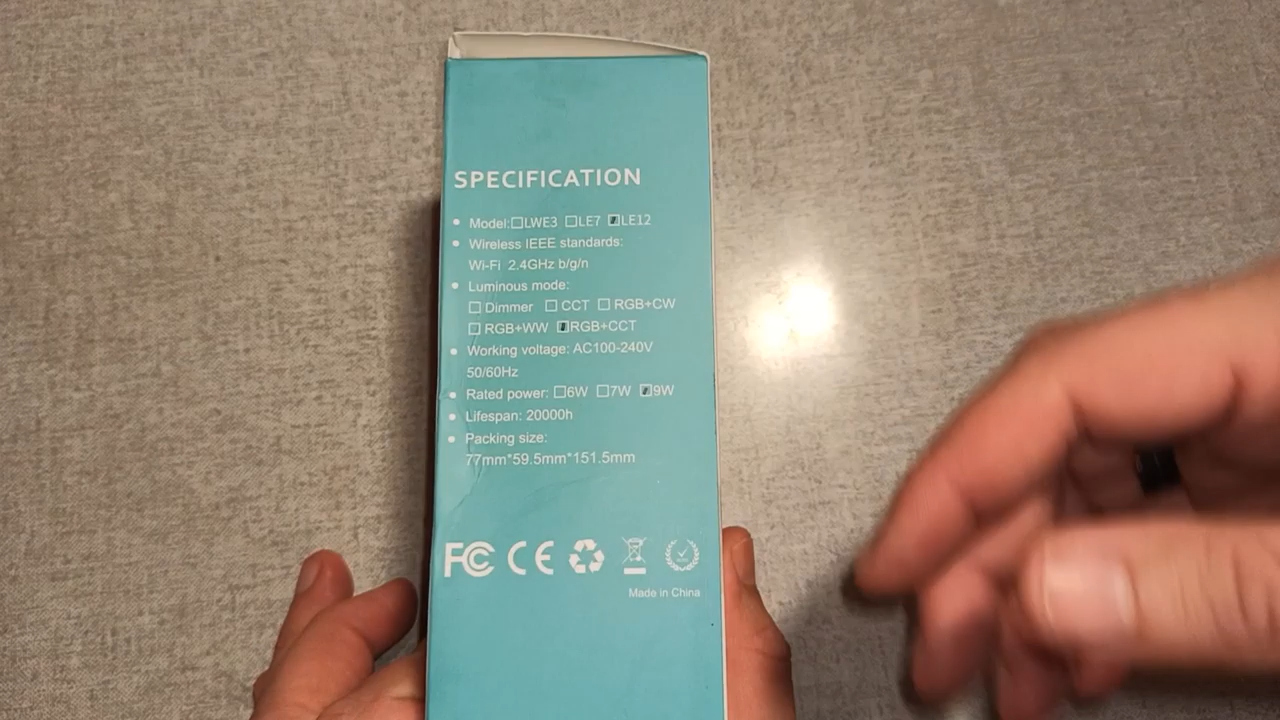 SPECIFICATION
• Model:☐LWE3 ☐LE7 ☑LE12
• Wireless IEEE standards:
Wi-Fi 2.4GHz b/g/n
• Luminous mode:
☐ Dimmer ☐ CCT ☐ RGB+CW
☐ RGB+WW ☑RGB+CCT
• Working voltage: AC100-240V
50/60Hz
• Rated power: ☐6W ☐7W ☑9W
• Lifespan: 20000h
• Packing size:
77mm*59.5mm*151.5mm
FC CE
Made in China